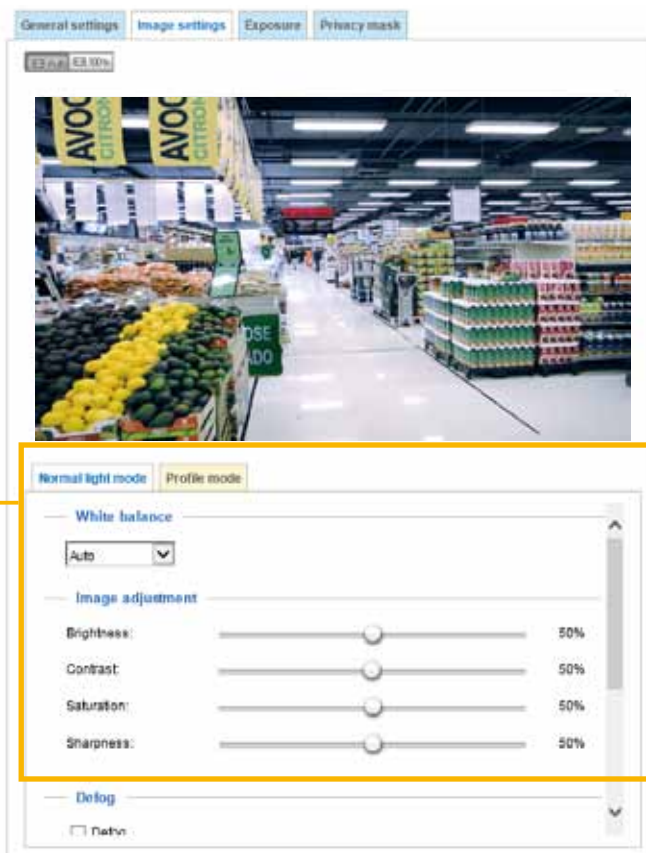 General settings Image settings Exposure Privacy mask
100%
AVOC
CITRON
AVOC
CITRON
OSE
ADO
Normal light mode Profile mode
White balance
Auto
Image adjustment
Brightness: 50%
Contrast: 50%
Saturation: 50%
Sharpness: 50%
Defog
Defog